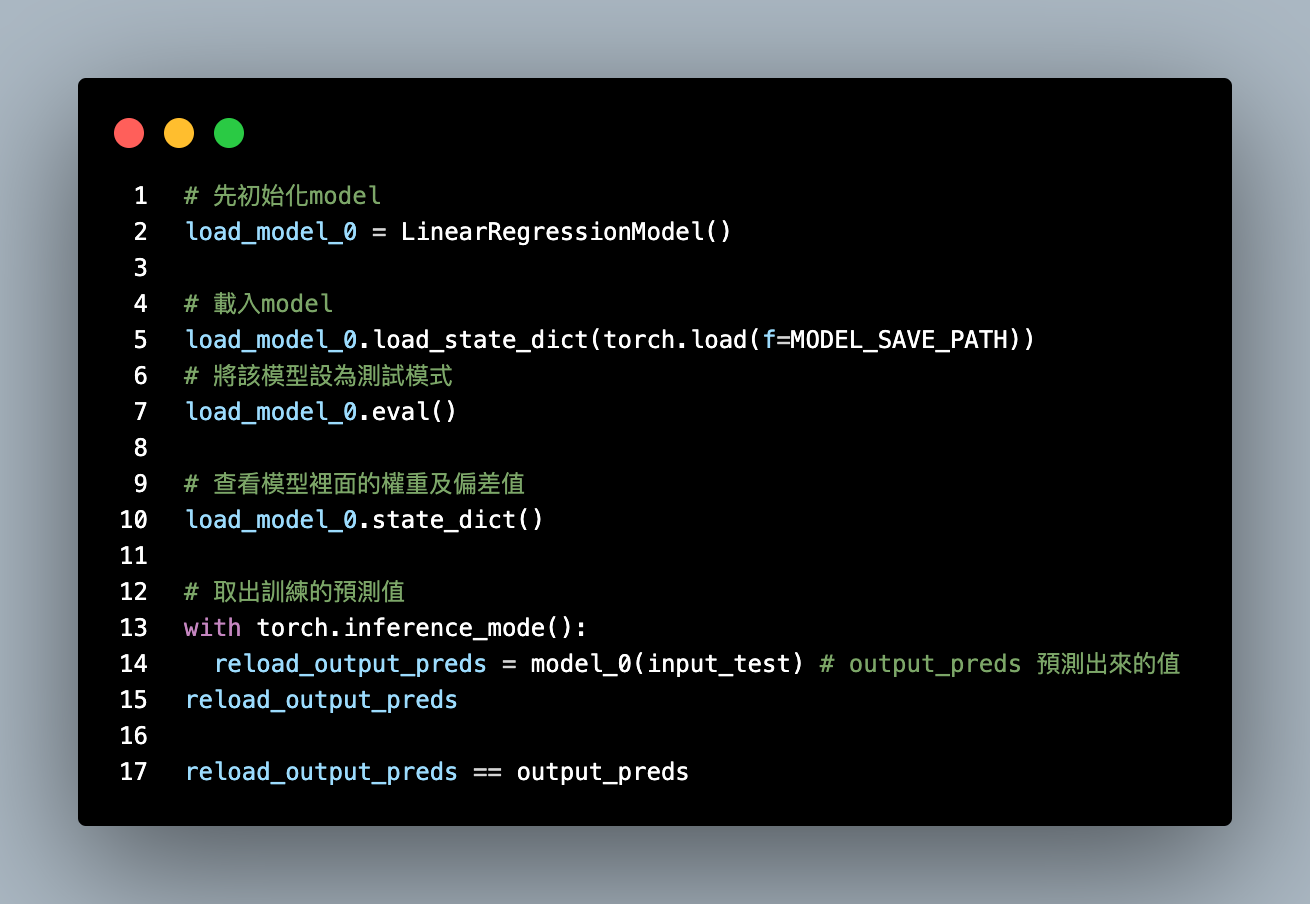 1 # 先初始化model
2 load_model_0 = LinearRegressionModel()
3
4 # 載入model
5 load_model_0.load_state_dict(torch.load(f=MODEL_SAVE_PATH))
6 # 將該模型設為測試模式
7 load_model_0.eval()
8
9 # 查看模型裡面的權重及偏差值
10 load_model_0.state_dict()
11
12 # 取出訓練的預測值
13 with torch.inference_mode():
14   reload_output_preds = model_0(input_test) # output_preds 預測出來的值
15 reload_output_preds
16
17 reload_output_preds == output_preds